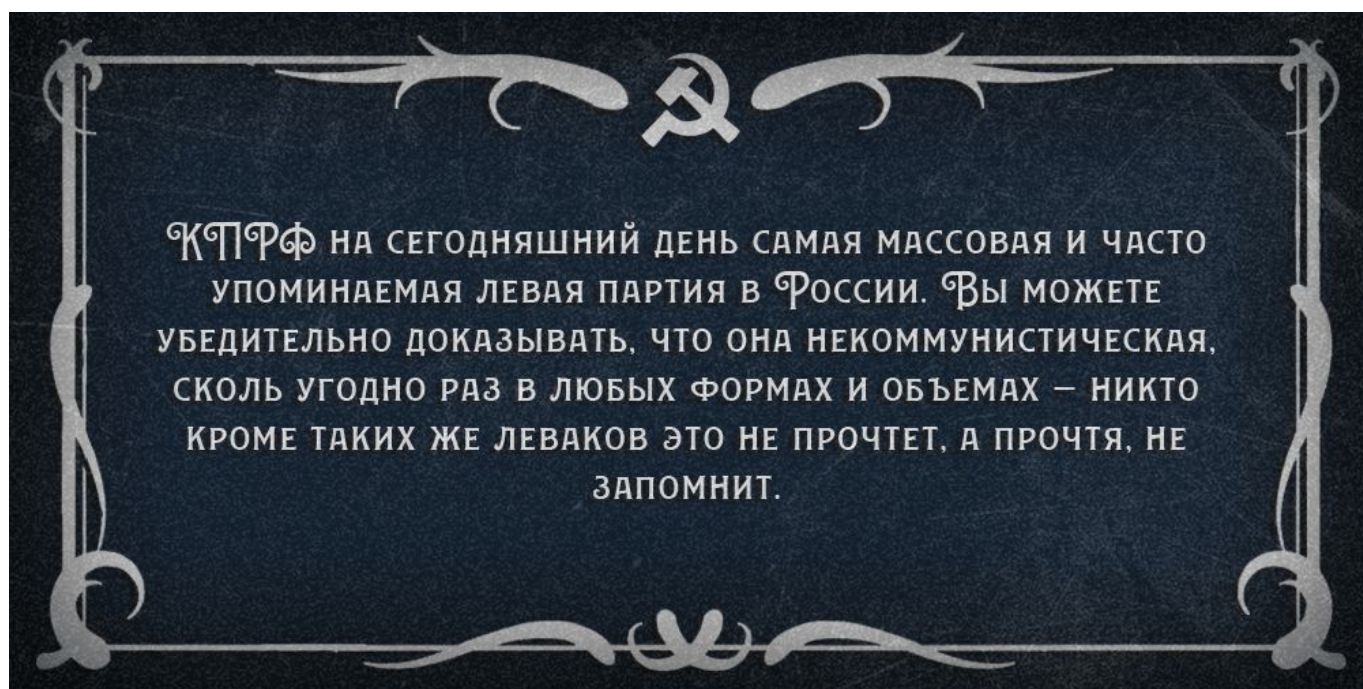 КПРФ на сегодняшний день самая массовая и часто
упоминаемая левая партия в России. Вы можете
убедительно доказывать, что она некоммунистическая,
сколь угодно раз в любых формах и объемах – никто
кроме таких же леваков это не прочтет, а прочтя, не
запомнит.